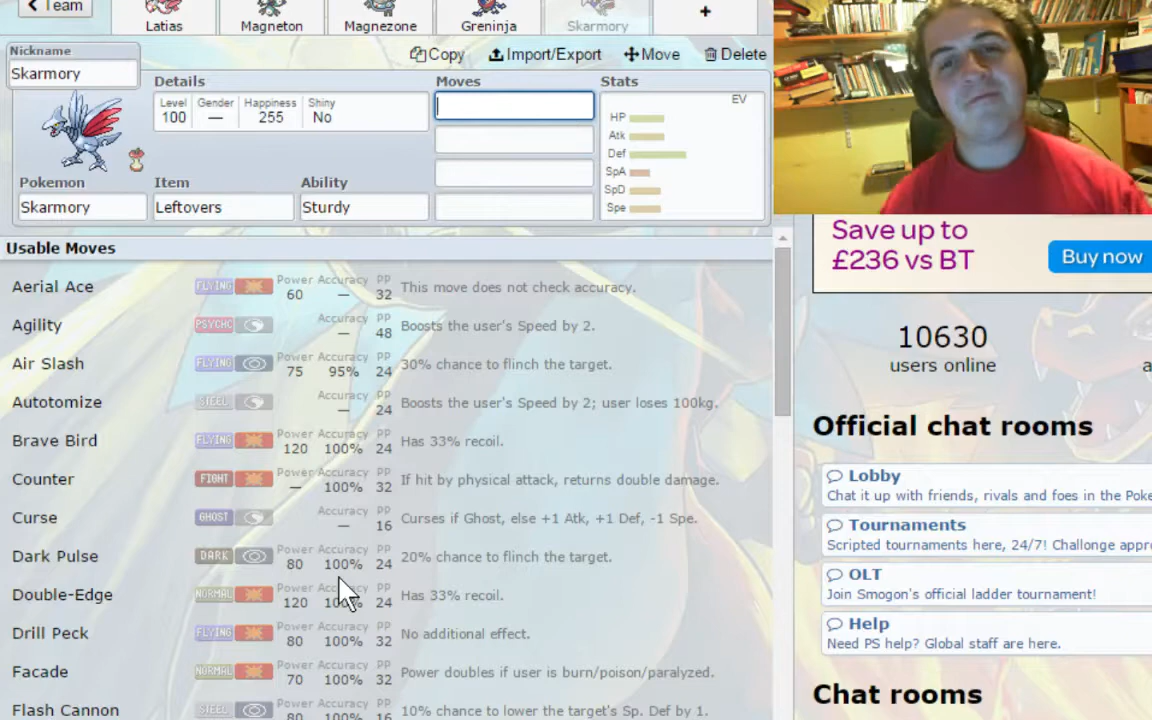 Team
Latias Magneton Magnezone Greninja Skarmory +
Nickname
Skarmory
Copy Import/Export Move Delete
Details Moves Stats
Level Gender Happiness Shiny
100 — 255 No
EV
HP
Atk
Def
SpA
SpD
Spe
Pokemon Item Ability
Skarmory Leftovers Sturdy
Usable Moves
Aerial Ace FLYING Power 60 Accuracy — PP 32 This move does not check accuracy.
Agility PSYCHC Accuracy — PP 48 Boosts the user's Speed by 2.
Air Slash FLYING Power 75 Accuracy 95% PP 24 30% chance to flinch the target.
Autotomize STEEL Accuracy — PP 24 Boosts the user's Speed by 2; user loses 100kg.
Brave Bird FLYING Power 120 Accuracy 100% PP 24 Has 33% recoil.
Counter FIGHT Power — Accuracy 100% PP 32 If hit by physical attack, returns double damage.
Curse GHOST Accuracy — PP 16 Curses if Ghost, else +1 Atk, +1 Def, -1 Spe.
Dark Pulse DARK Power 80 Accuracy 100% PP 24 20% chance to flinch the target.
Double-Edge NORMAL Power 120 Accuracy 100% PP 24 Has 33% recoil.
Drill Peck FLYING Power 80 Accuracy 100% PP 32 No additional effect.
Facade NORMAL Power 70 Accuracy 100% PP 32 Power doubles if user is burn/poison/paralyzed.
Flash Cannon STEEL Power 80 Accuracy 100% PP 16 10% chance to lower the target's Sp. Def by 1.
Save up to
£236 vs BT
Buy now
10630
users online
Official chat rooms
Lobby
Chat it up with friends, rivals and foes in the Poké
Tournaments
Scripted tournaments here, 24/7! Challonge appro
OLT
Join Smogon's official ladder tournament!
Help
Need PS help? Global staff are here.
Chat rooms